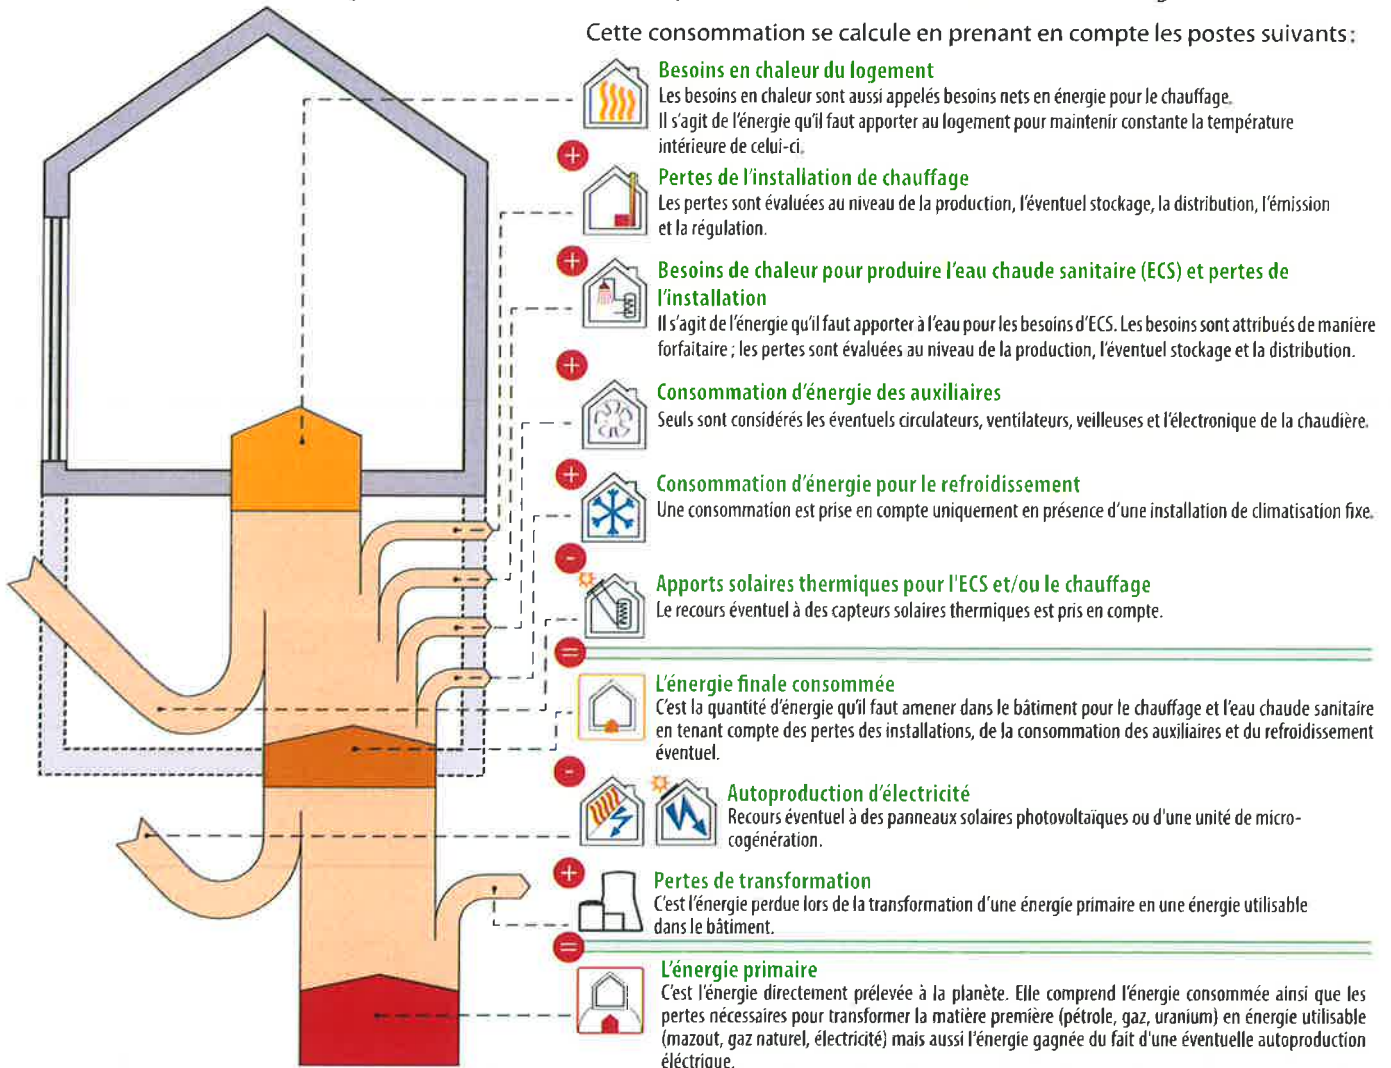 Cette consommation se calcule en prenant en compte les postes suivants :
Besoins en chaleur du logement
Les besoins en chaleur sont aussi appelés besoins nets en énergie pour le chauffage.
Il s'agit de l'énergie qu'il faut apporter au logement pour maintenir constante la température
intérieure de celui-ci.
+
Pertes de l'installation de chauffage
Les pertes sont évaluées au niveau de la production, l'éventuel stockage, la distribution, l'émission
et la régulation.
+
Besoins de chaleur pour produire l'eau chaude sanitaire (ECS) et pertes de
l'installation
Il s'agit de l'énergie qu'il faut apporter à l'eau pour les besoins d'ECS. Les besoins sont attribués de manière
forfaitaire ; les pertes sont évaluées au niveau de la production, l'éventuel stockage et la distribution.
+
Consommation d'énergie des auxiliaires
Seuls sont considérés les éventuels circulateurs, ventilateurs, veilleuses et l'électronique de la chaudière.
+
Consommation d'énergie pour le refroidissement
Une consommation est prise en compte uniquement en présence d'une installation de climatisation fixe.
-
Apports solaires thermiques pour l'ECS et/ou le chauffage
Le recours éventuel à des capteurs solaires thermiques est pris en compte.
=
L'énergie finale consommée
C'est la quantité d'énergie qu'il faut amener dans le bâtiment pour le chauffage et l'eau chaude sanitaire
en tenant compte des pertes des installations, de la consommation des auxiliaires et du refroidissement
éventuel.
-
Autoproduction d'électricité
Recours éventuel à des panneaux solaires photovoltaïques ou d'une unité de micro-
cogénération.
+
Pertes de transformation
C'est l'énergie perdue lors de la transformation d'une énergie primaire en une énergie utilisable
dans le bâtiment.
=
L'énergie primaire
C'est l'énergie directement prélevée à la planète. Elle comprend l'énergie consommée ainsi que les
pertes nécessaires pour transformer la matière première (pétrole, gaz, uranium) en énergie utilisable
(mazout, gaz naturel, électricité) mais aussi l'énergie gagnée du fait d'une éventuelle autoproduction
éléctrique.